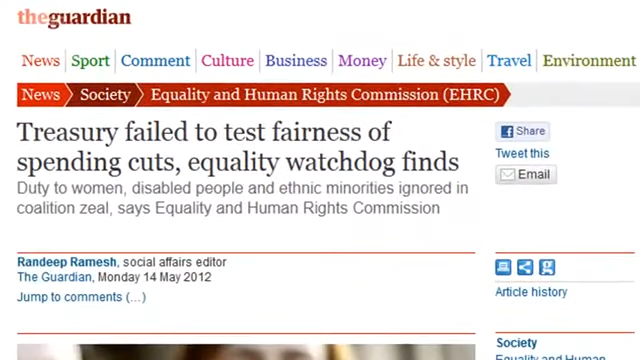 theguardian
News Sport Comment Culture Business Money Life & style Travel Environment
News Society Equality and Human Rights Commission (EHRC)
Treasury failed to test fairness of
spending cuts, equality watchdog finds
Duty to women, disabled people and ethnic minorities ignored in
coalition zeal, says Equality and Human Rights Commission
Share
Tweet this
Email
Randeep Ramesh, social affairs editor
The Guardian, Monday 14 May 2012
Jump to comments (…)
Article history
Society
Equality and Human